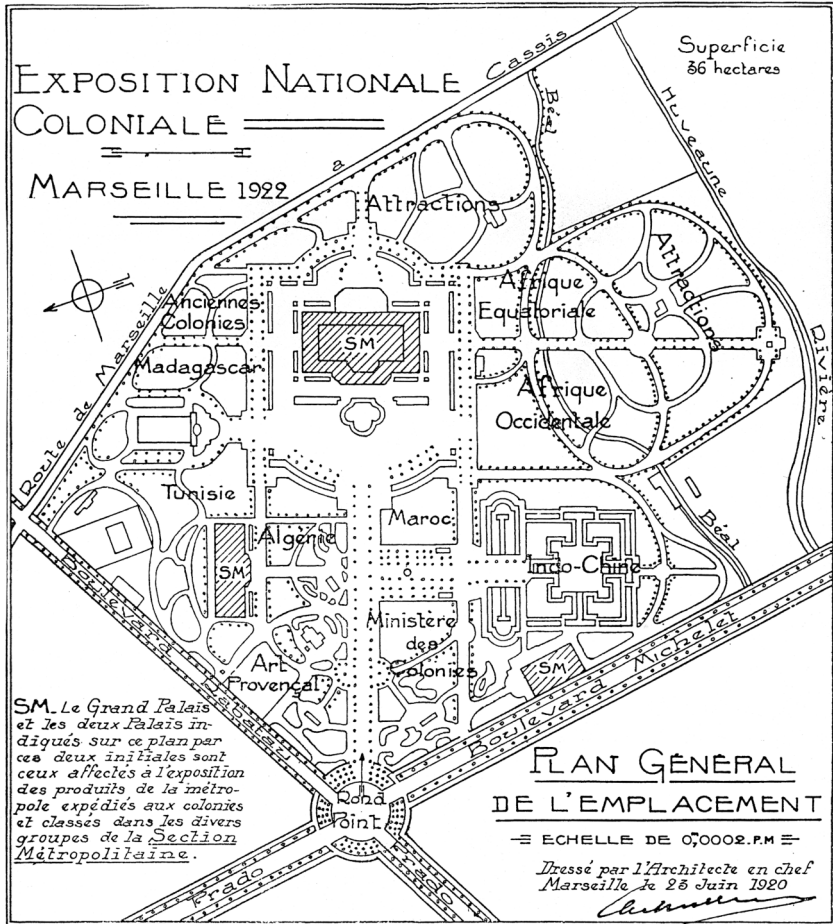 EXPOSITION NATIONALE
COLONIALE
MARSEILLE 1922
Superficie
36 hectares
Route de Marseille a Cassis
Béal
Huveaune
Rivière
Attractions
Attractions
Anciennes
Colonies
SM
Afrique
Equatoriale
Madagascar
Afrique
Occidentale
Tunisie
Maroc
Algérie
SM
Inco-Chine
Béal
Ministère
des
Colonies
Art
Provençal
SM
Boulevard Michelet
Boulevard Rabatau
SM_ Le Grand Palais
et les deux Palais in-
diqués sur ce plan par
ces deux initiales sont
ceux affectés à l'exposition
des produits de la métro-
pole expédiés aux colonies
et classés dans les divers
groupes de la Section
Métropolitaine.
Rond
Point
Prado
Prado
PLAN GÉNÉRAL
DE L'EMPLACEMENT
ECHELLE DE 0,0002 P.M
Dressé par l'Architecte en chef
Marseille le 23 Juin 1920